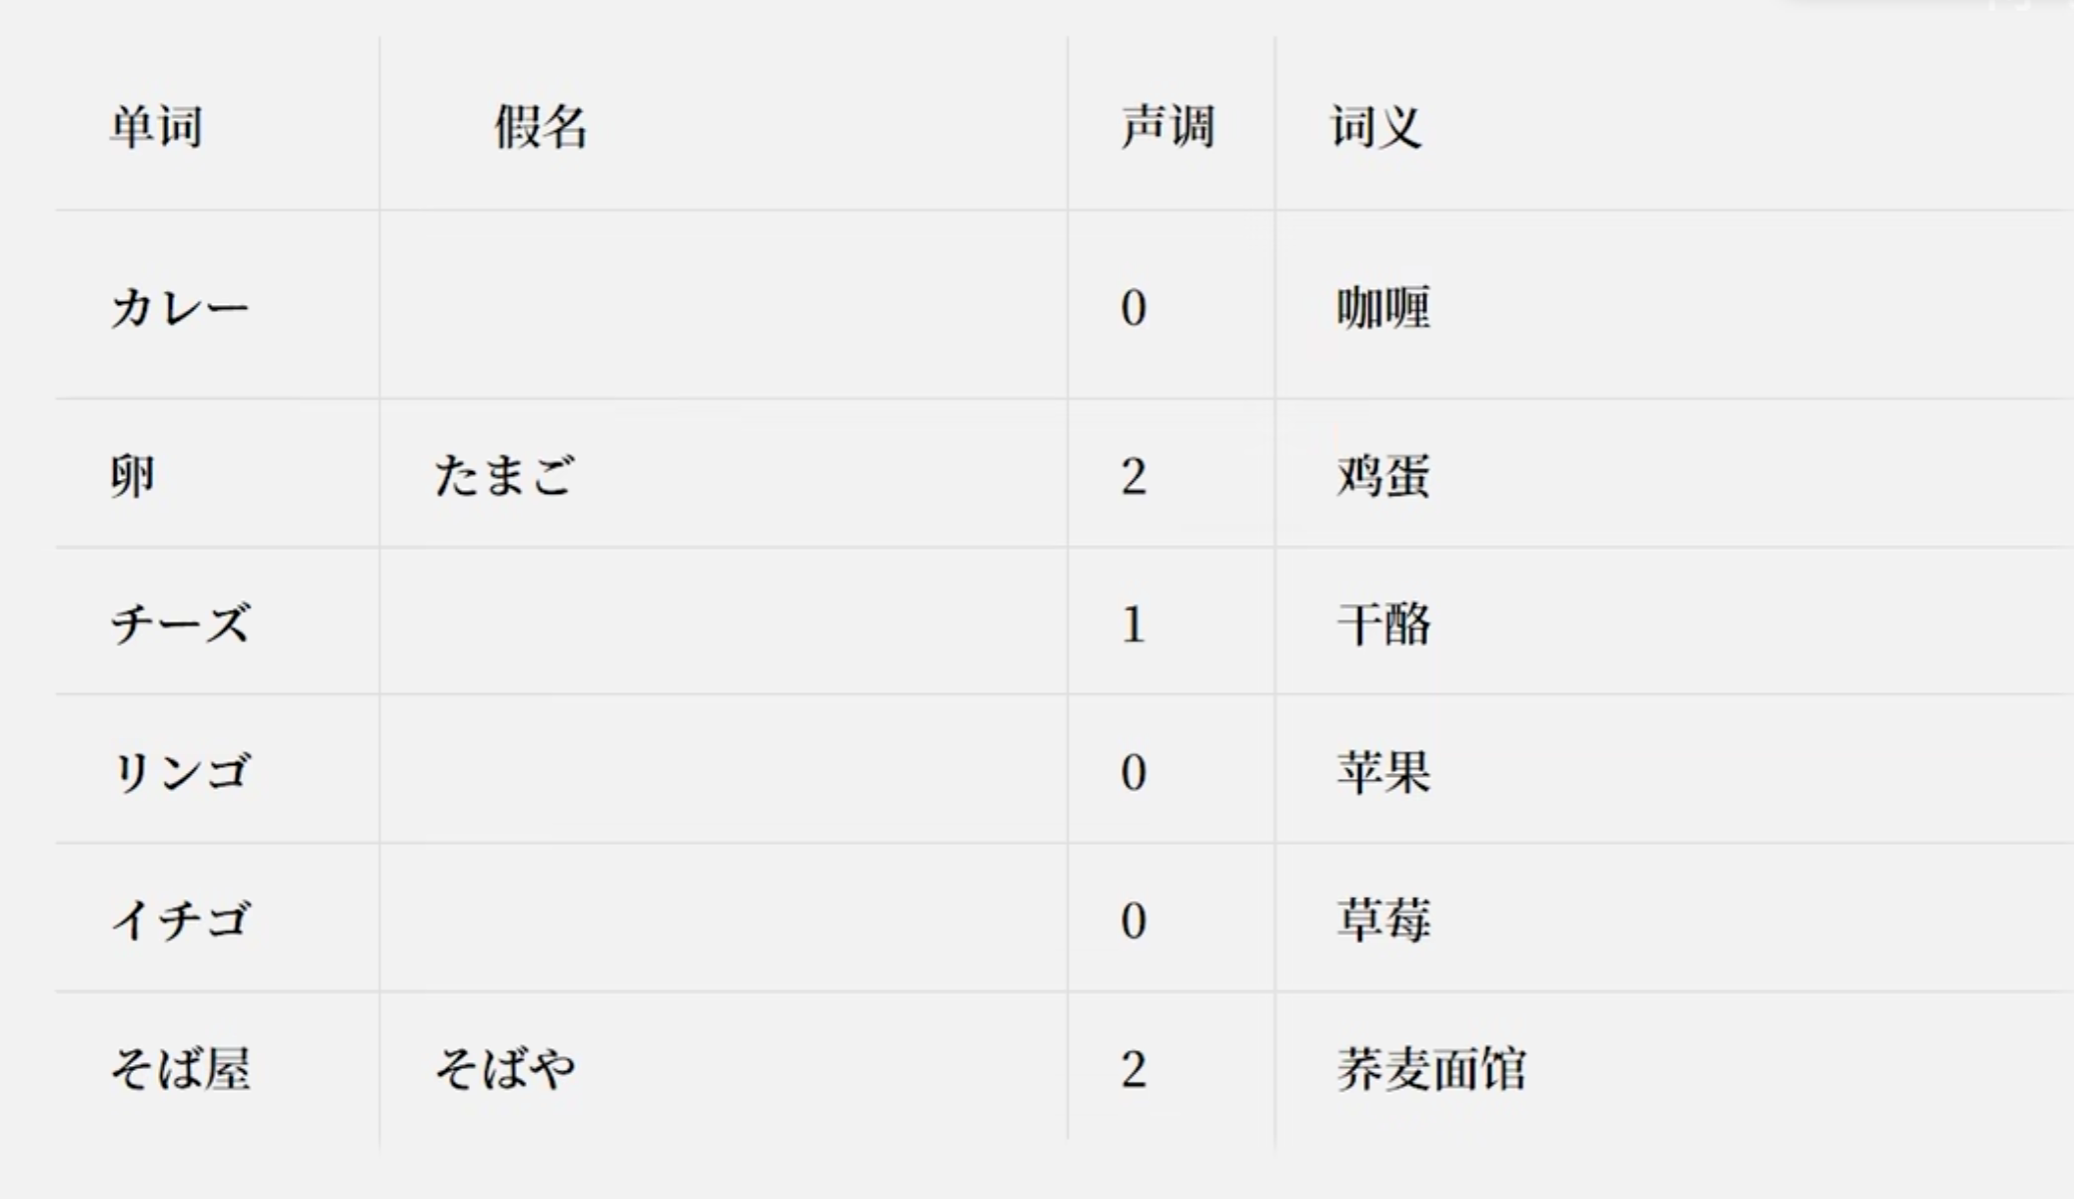 单词 假名 声调 词义
カレー 0 咖喱
卵 たまご 2 鸡蛋
チーズ 1 干酪
リンゴ 0 苹果
イチゴ 0 草莓
そば屋 そばや 2 荞麦面馆